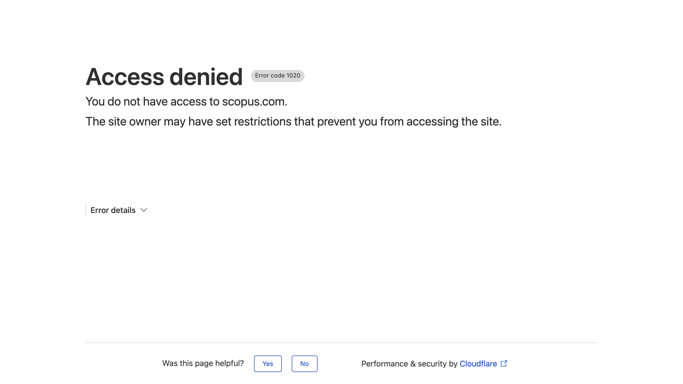 Access denied Error code 1020
You do not have access to scopus.com.
The site owner may have set restrictions that prevent you from accessing the site.
Error details
Was this page helpful? Yes No Performance & security by Cloudflare